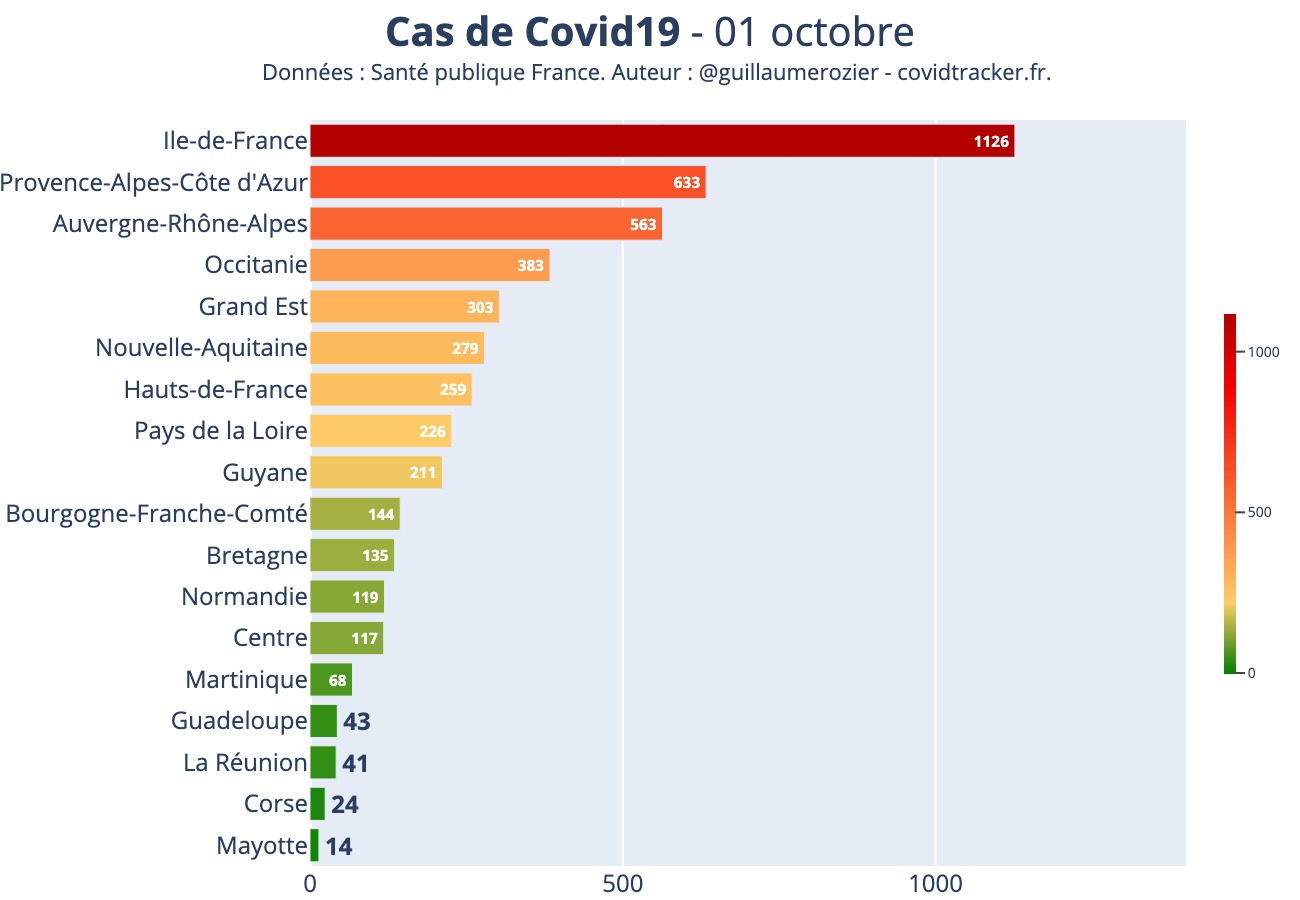 Cas de Covid19 - 01 octobre
Données : Santé publique France. Auteur : @guillaumerozier - covidtracker.fr.
Ile-de-France 1126
Provence-Alpes-Côte d'Azur 633
Auvergne-Rhône-Alpes 563
Occitanie 383
Grand Est 303
Nouvelle-Aquitaine 279
Hauts-de-France 259
Pays de la Loire 226
Guyane 211
Bourgogne-Franche-Comté 144
Bretagne 135
Normandie 119
Centre 117
Martinique 68
Guadeloupe 43
La Réunion 41
Corse 24
Mayotte 14
0 500 1000
1000
500
0